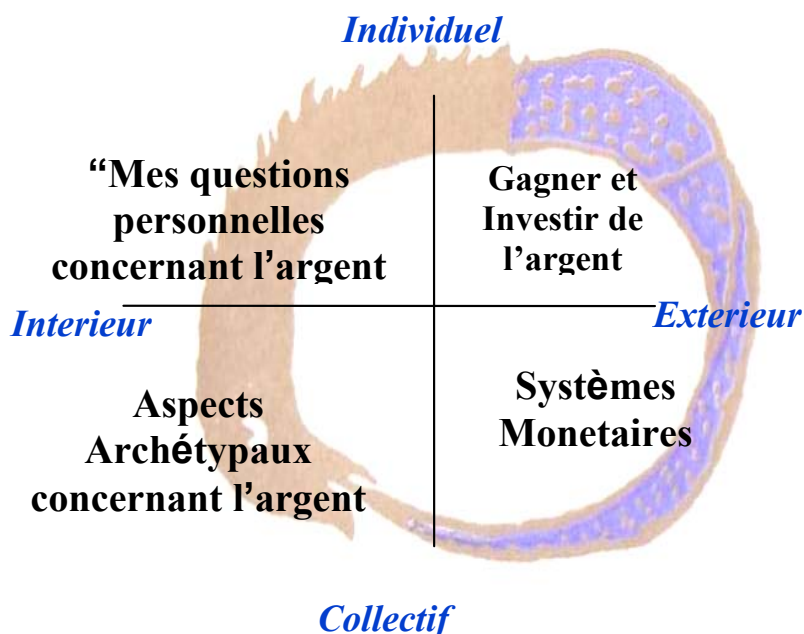 Individuel
“Mes questions
personnelles
concernant l’argent
Gagner et
Investir de
l’argent
Interieur
Exterieur
Aspects
Archétypaux
concernant l’argent
Systèmes
Monetaires
Collectif